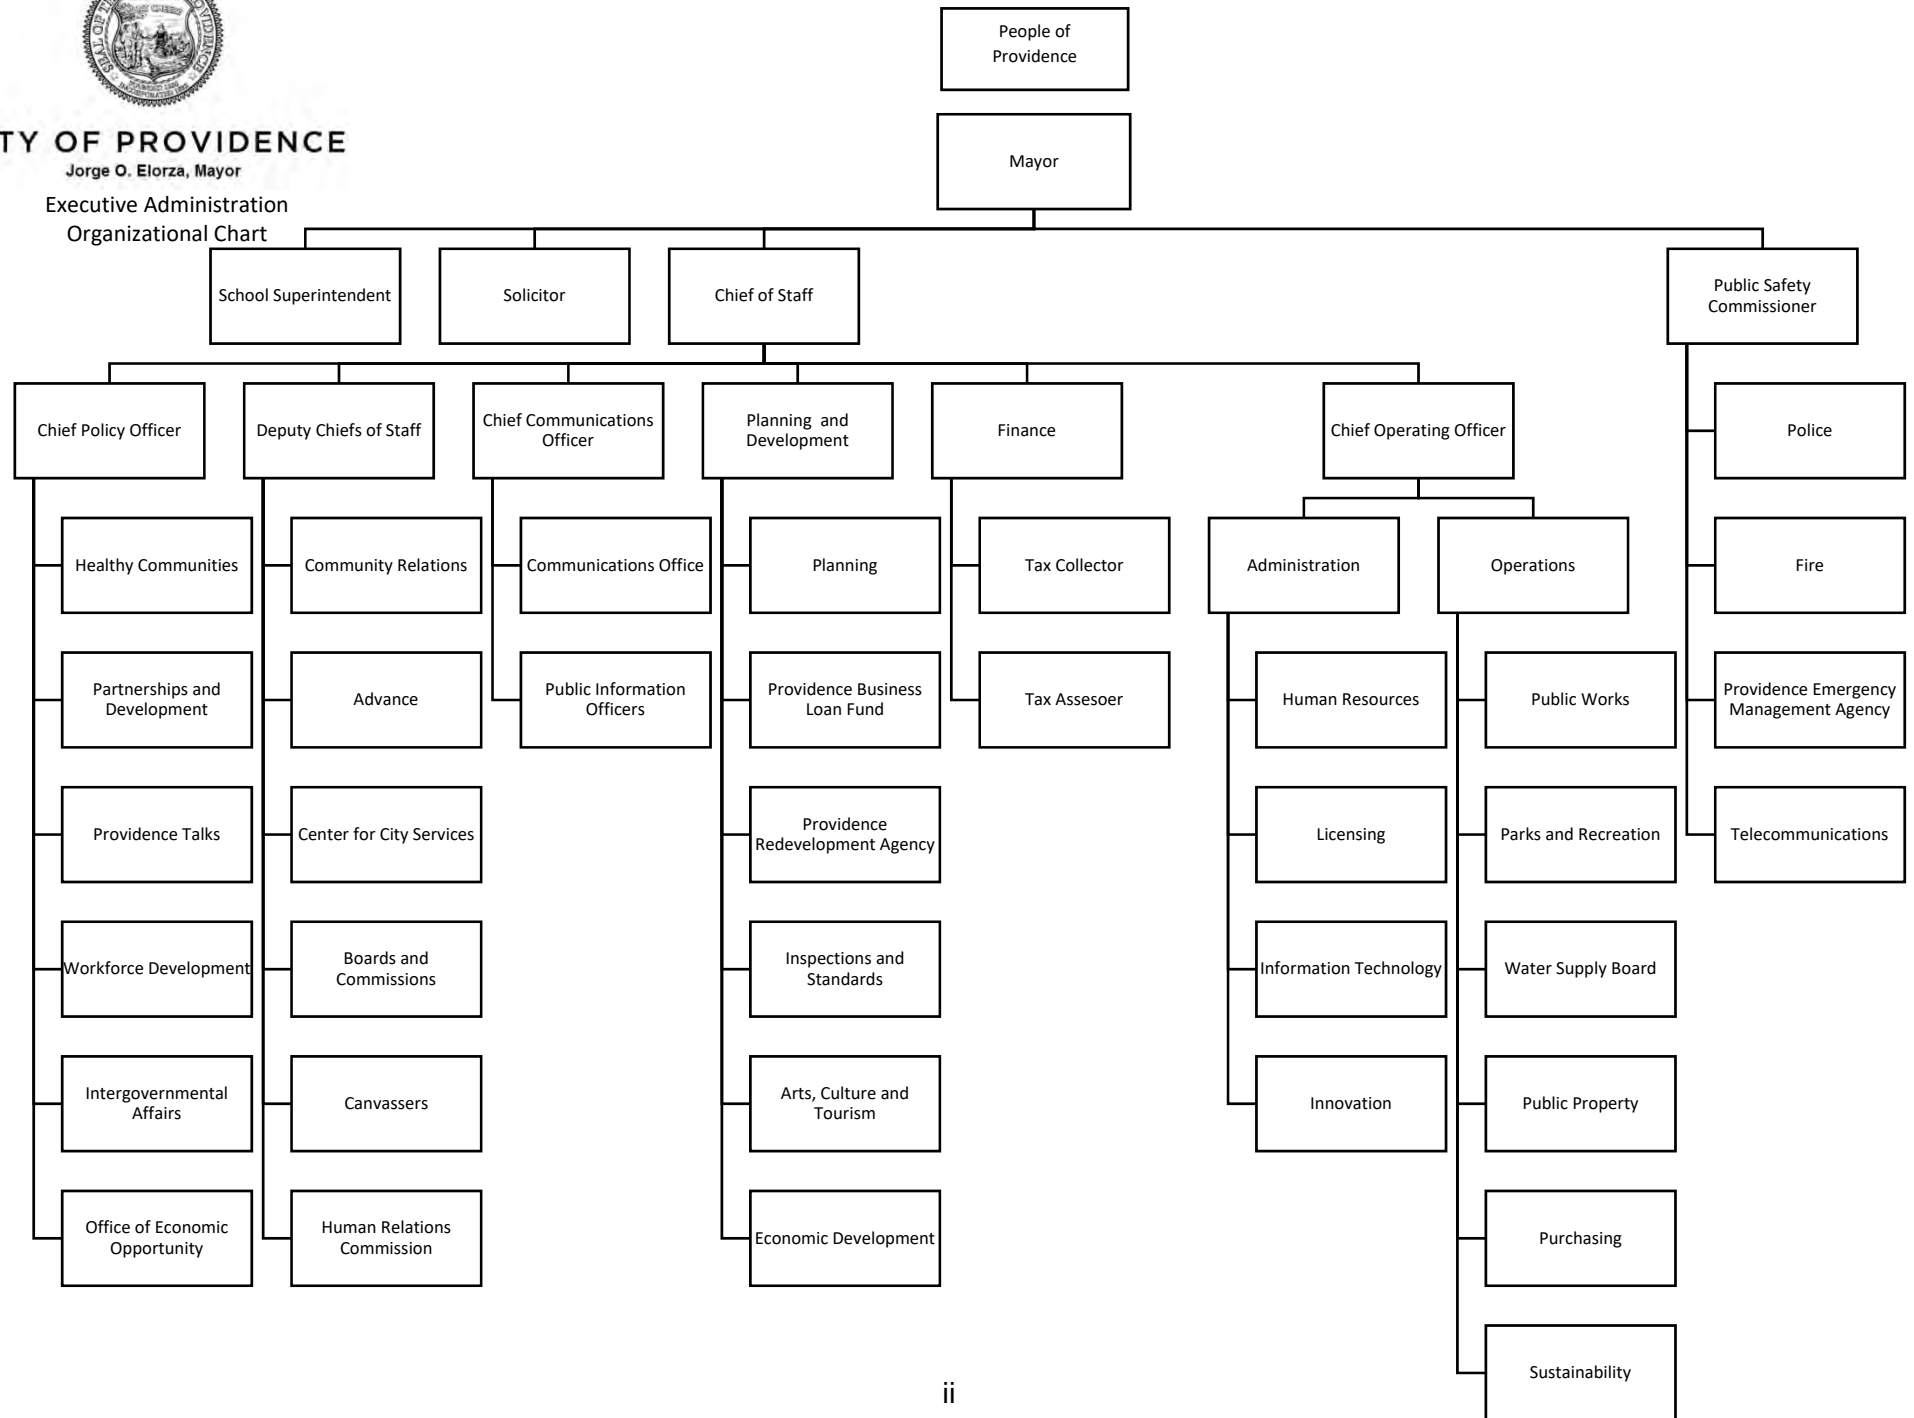 TY OF PROVIDENCE
Jorge O. Elorza, Mayor
Executive Administration
Organizational Chart
People of
Providence
Mayor
School Superintendent
Solicitor
Chief of Staff
Public Safety
Commissioner
Chief Policy Officer
Deputy Chiefs of Staff
Chief Communications
Officer
Planning and
Development
Finance
Chief Operating Officer
Police
Healthy Communities
Community Relations
Communications Office
Planning
Tax Collector
Administration
Operations
Fire
Partnerships and
Development
Advance
Public Information
Officers
Providence Business
Loan Fund
Tax Assesoer
Human Resources
Public Works
Providence Emergency
Management Agency
Providence Talks
Center for City Services
Providence
Redevelopment Agency
Licensing
Parks and Recreation
Telecommunications
Workforce Development
Boards and
Commissions
Inspections and
Standards
Information Technology
Water Supply Board
Intergovernmental
Affairs
Canvassers
Arts, Culture and
Tourism
Innovation
Public Property
Office of Economic
Opportunity
Human Relations
Commission
Economic Development
Purchasing
Sustainability
ii